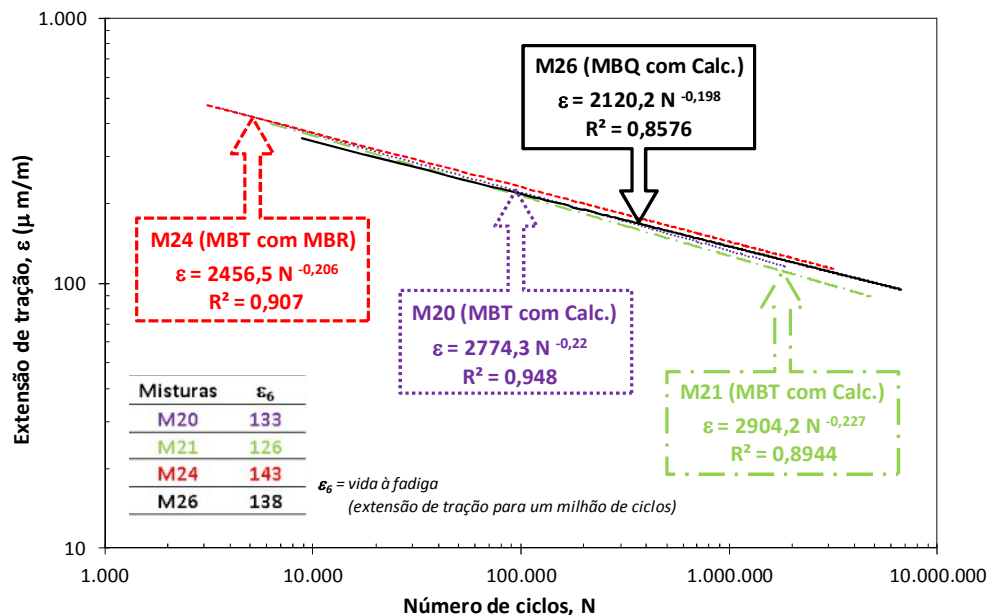 1.000
M26 (MBQ com Calc.)
ε = 2120,2 N -0,198
R² = 0,8576
M24 (MBT com MBR)
ε = 2456,5 N -0,206
R² = 0,907
100
M20 (MBT com Calc.)
ε = 2774,3 N -0,22
R² = 0,948
M21 (MBT com Calc.)
ε = 2904,2 N -0,227
R² = 0,8944
Extensão de tração, ε (μ m/m)
Misturas ε6
M20 133
M21 126
M24 143
M26 138
ε6 = vida à fadiga
(extensão de tração para um milhão de ciclos)
10
1.000 10.000 100.000 1.000.000 10.000.000
Número de ciclos, N